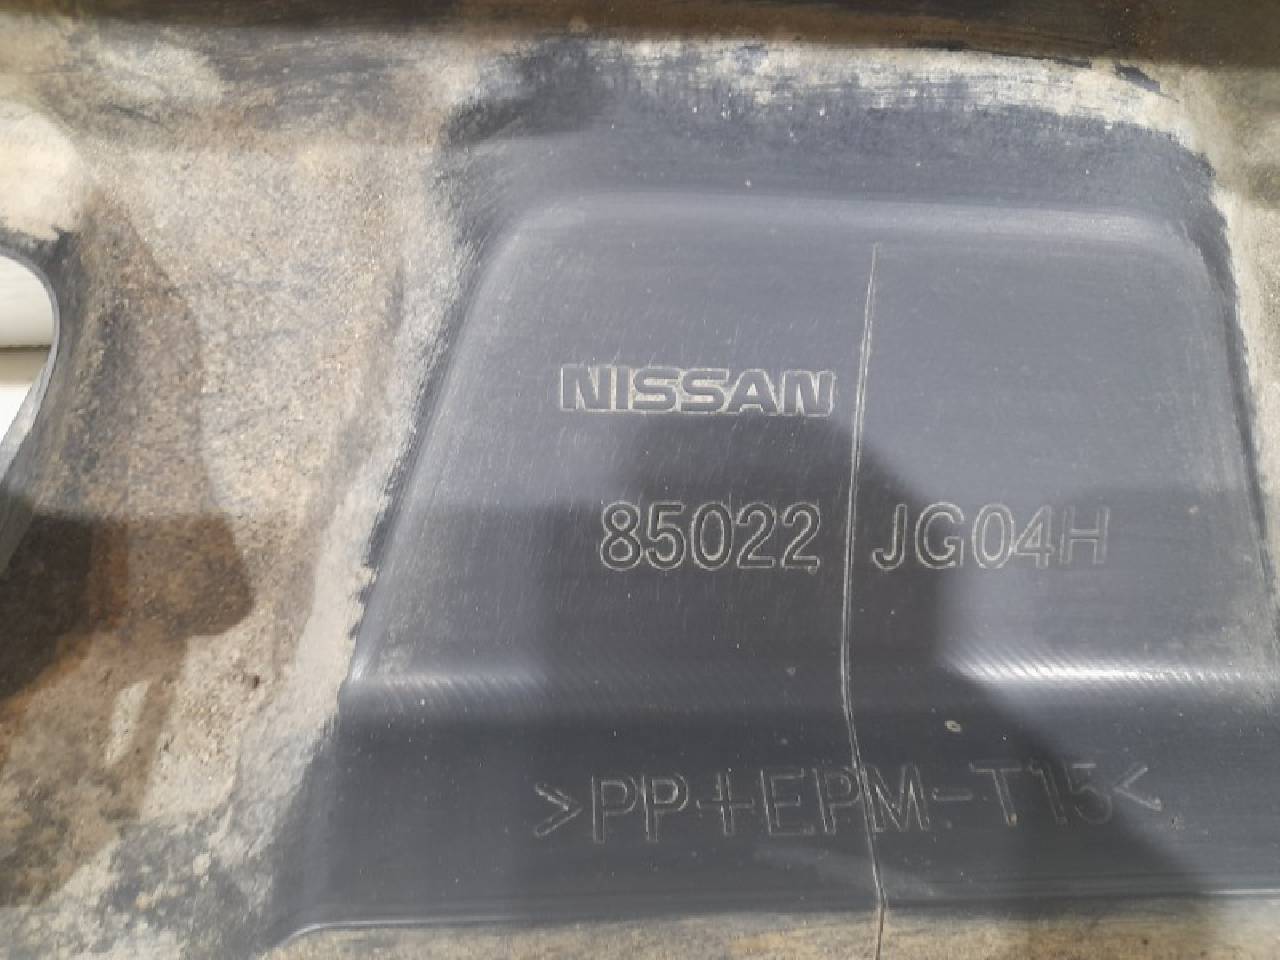 NISSAN
85022 JG04H
>PP+EPM-T15<